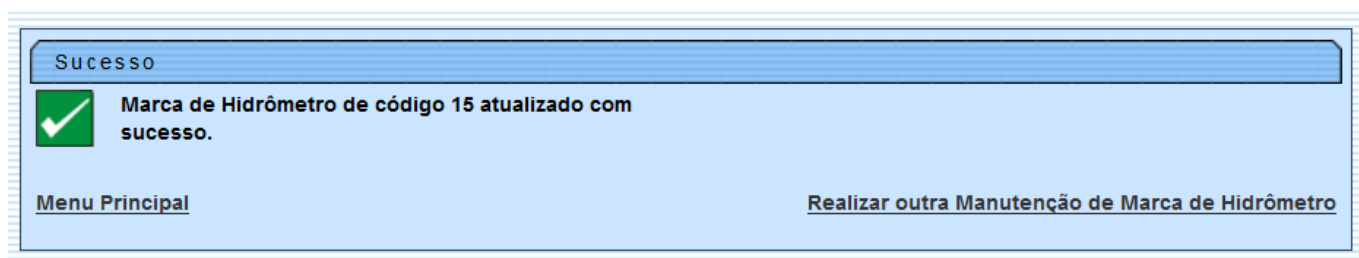 Sucesso
Marca de Hidrômetro de código 15 atualizado com
sucesso.
Menu Principal
Realizar outra Manutenção de Marca de Hidrômetro